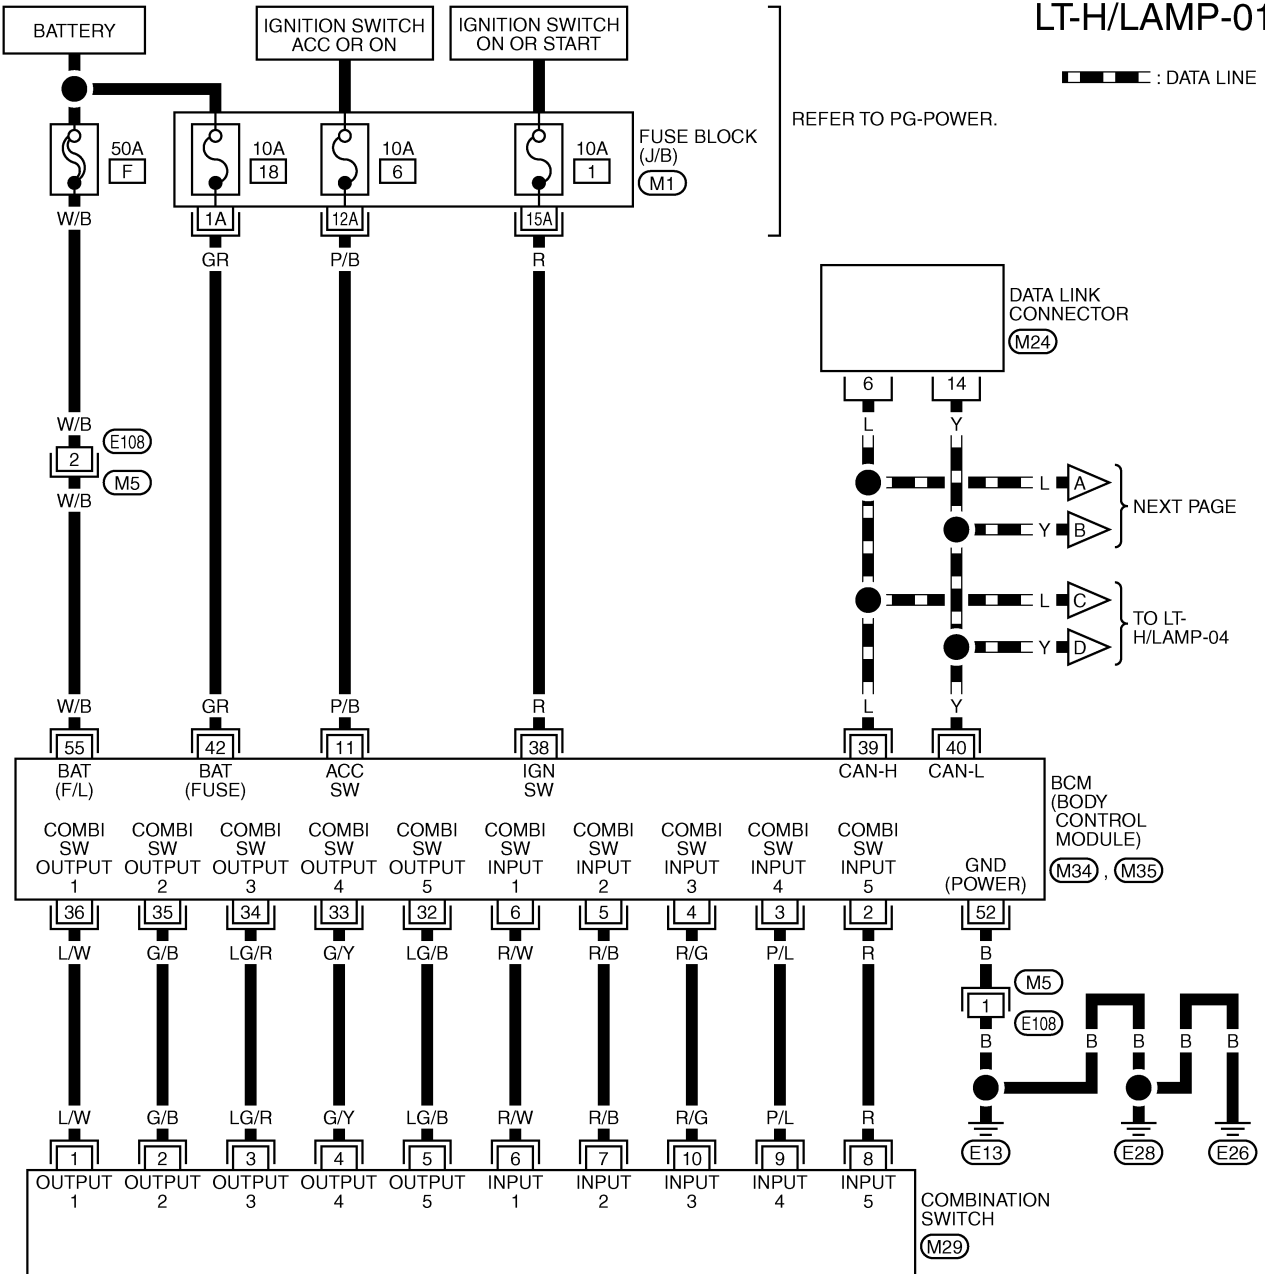 LT-H/LAMP-01
: DATA LINE
BATTERY
IGNITION SWITCH
ACC OR ON
IGNITION SWITCH
ON OR START
REFER TO PG-POWER.
50A
F
10A
18
10A
6
10A
1
FUSE BLOCK
(J/B)
M1
1A
12A
15A
W/B
GR
P/B
R
DATA LINK
CONNECTOR
M24
6
14
L
Y
W/B
E108
2
M5
W/B
L
A
Y
B
NEXT PAGE
L
C
Y
D
TO LT-
H/LAMP-04
W/B
GR
P/B
R
L
Y
55
42
11
38
39
40
BAT
(F/L)
BAT
(FUSE)
ACC
SW
IGN
SW
CAN-H
CAN-L
BCM
(BODY
CONTROL
MODULE)
M34 , M35
COMBI
SW
OUTPUT
1
COMBI
SW
OUTPUT
2
COMBI
SW
OUTPUT
3
COMBI
SW
OUTPUT
4
COMBI
SW
OUTPUT
5
COMBI
SW
INPUT
1
COMBI
SW
INPUT
2
COMBI
SW
INPUT
3
COMBI
SW
INPUT
4
COMBI
SW
INPUT
5
GND
(POWER)
36
35
34
33
32
6
5
4
3
2
52
L/W
G/B
LG/R
G/Y
LG/B
R/W
R/B
R/G
P/L
R
B
M5
1
E108
B
B
B
B
B
E13
E28
E26
L/W
G/B
LG/R
G/Y
LG/B
R/W
R/B
R/G
P/L
R
1
2
3
4
5
6
7
10
9
8
OUTPUT
1
OUTPUT
2
OUTPUT
3
OUTPUT
4
OUTPUT
5
INPUT
1
INPUT
2
INPUT
3
INPUT
4
INPUT
5
COMBINATION
SWITCH
M29